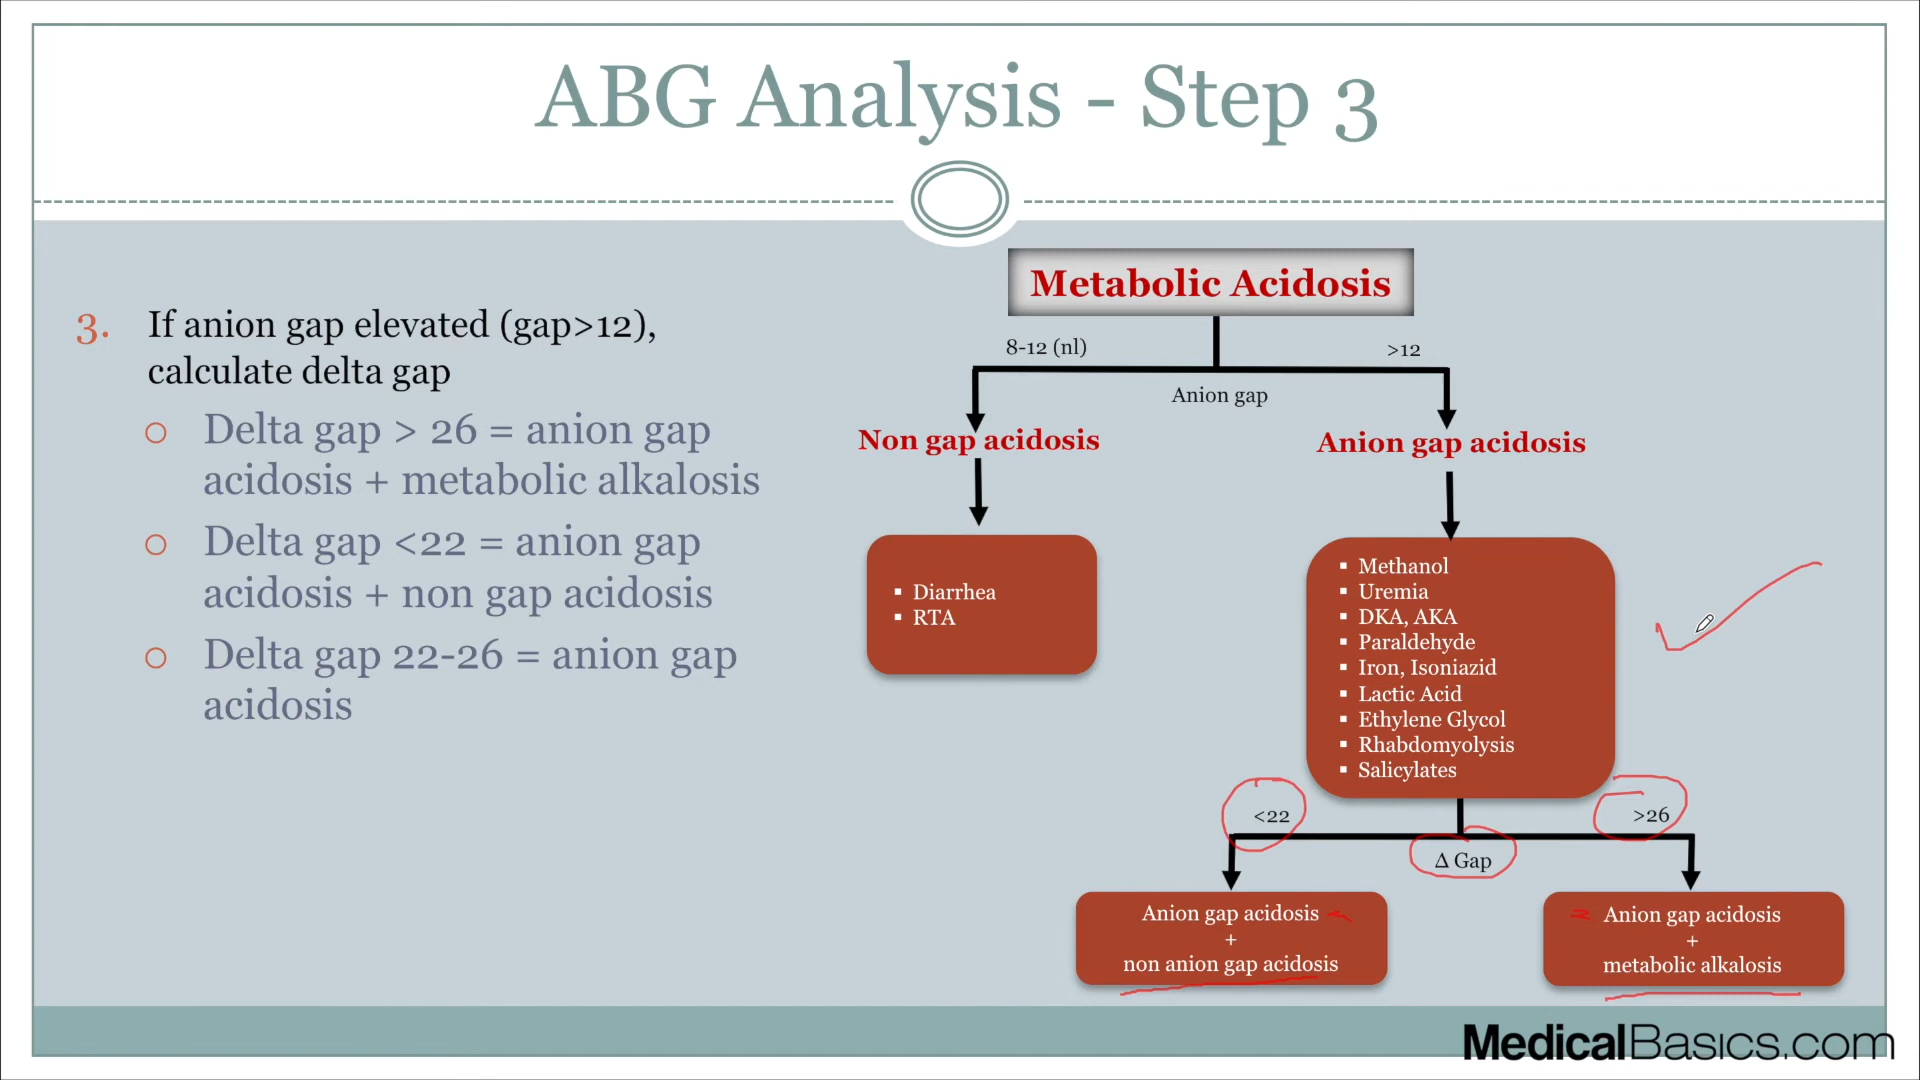 ABG Analysis - Step 3
3. If anion gap elevated (gap>12),
calculate delta gap
Delta gap > 26 = anion gap
acidosis + metabolic alkalosis
Delta gap <22 = anion gap
acidosis + non gap acidosis
Delta gap 22-26 = anion gap
acidosis
Metabolic Acidosis
8-12 (nl)
>12
Anion gap
Non gap acidosis
Anion gap acidosis
Diarrhea
RTA
Methanol
Uremia
DKA, AKA
Paraldehyde
Iron, Isoniazid
Lactic Acid
Ethylene Glycol
Rhabdomyolysis
Salicylates
<22
>26
Δ Gap
Anion gap acidosis
+
non anion gap acidosis
Anion gap acidosis
+
metabolic alkalosis
MedicalBasics.com